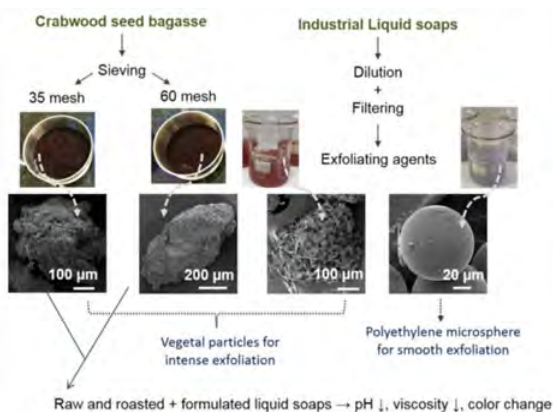 Crabwood seed bagasse
Industrial Liquid soaps
Sieving
Dilution
+
Filtering
35 mesh
60 mesh
Exfoliating agents
100 µm
200 µm
100 µm
20 µm
Vegetal particles for
intense exfoliation
Polyethylene microsphere
for smooth exfoliation
Raw and roasted + formulated liquid soaps → pH ↓, viscosity ↓, color change